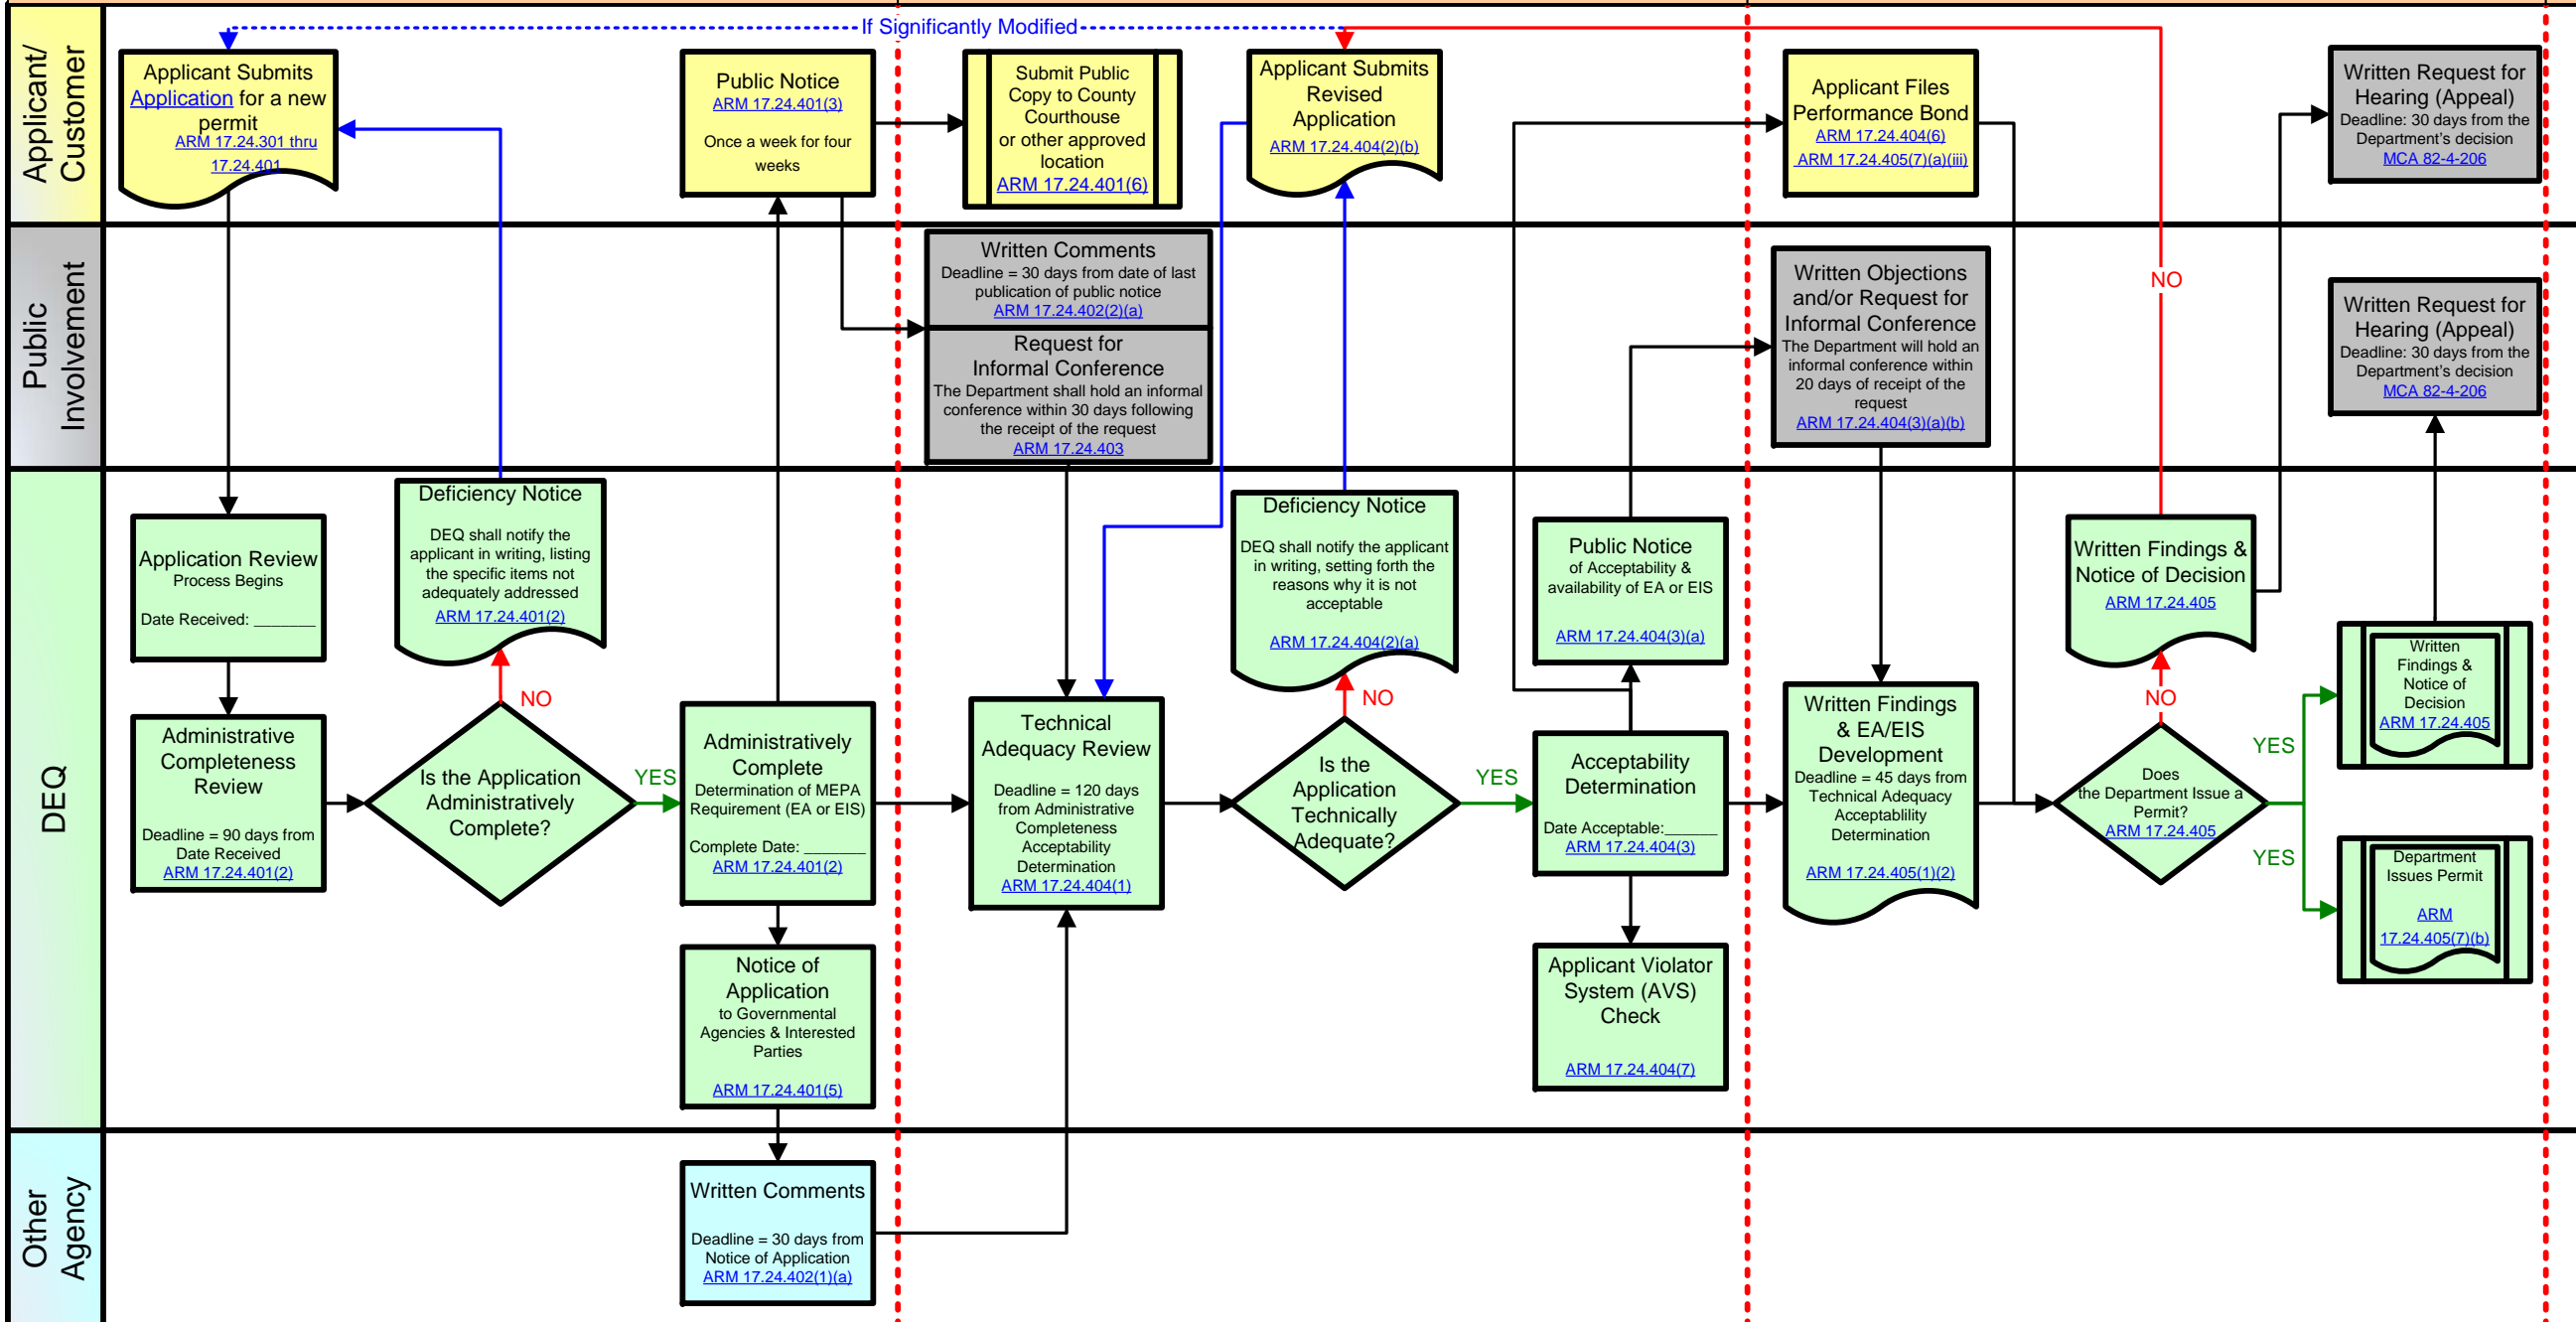 If Significantly Modified
Applicant/
Customer
Applicant Submits
Application for a new
permit
ARM 17.24.301 thru
17.24.401
Public Notice
ARM 17.24.401(3)
Once a week for four
weeks
Submit Public
Copy to County
Courthouse
or other approved
location
ARM 17.24.401(6)
Applicant Submits
Revised
Application
ARM 17.24.404(2)(b)
Applicant Files
Performance Bond
ARM 17.24.404(6)
ARM 17.24.405(7)(a)(iii)
Written Request for
Hearing (Appeal)
Deadline: 30 days from the
Department's decision
MCA 82-4-206
Public
Involvement
Written Comments
Deadline = 30 days from date of last
publication of public notice
ARM 17.24.402(2)(a)
Request for
Informal Conference
The Department shall hold an informal
conference within 30 days following
the receipt of the request
ARM 17.24.403
Written Objections
and/or Request for
Informal Conference
The Department will hold an
informal conference within
20 days of receipt of the
request
ARM 17.24.404(3)(a)(b)
NO
Written Request for
Hearing (Appeal)
Deadline: 30 days from the
Department's decision
MCA 82-4-206
DEQ
Application Review
Process Begins
Date Received: _______
Administrative
Completeness
Review
Deadline = 90 days from
Date Received
ARM 17.24.401(2)
Deficiency Notice
DEQ shall notify the
applicant in writing, listing
the specific items not
adequately addressed
ARM 17.24.401(2)
NO
Is the Application
Administratively
Complete?
YES
Administratively
Complete
Determination of MEPA
Requirement (EA or EIS)
Complete Date: _______
ARM 17.24.401(2)
Notice of
Application
to Governmental
Agencies & Interested
Parties
ARM 17.24.401(5)
Technical
Adequacy Review
Deadline = 120 days
from Administrative
Completeness
Acceptability
Determination
ARM 17.24.404(1)
Deficiency Notice
DEQ shall notify the applicant
in writing, setting forth the
reasons why it is not
acceptable
ARM 17.24.404(2)(a)
NO
Is the
Application
Technically
Adequate?
YES
Public Notice
of Acceptability &
availability of EA or EIS
ARM 17.24.404(3)(a)
Acceptability
Determination
Date Acceptable:______
ARM 17.24.404(3)
Applicant Violator
System (AVS)
Check
ARM 17.24.404(7)
Written Findings
& EA/EIS
Development
Deadline = 45 days from
Technical Adequacy
Acceptablility
Determination
ARM 17.24.405(1)(2)
Written Findings &
Notice of Decision
ARM 17.24.405
NO
Does
the Department Issue a
Permit?
ARM 17.24.405
YES
YES
Written
Findings &
Notice of
Decision
ARM 17.24.405
Department
Issues Permit
ARM
17.24.405(7)(b)
Other
Agency
Written Comments
Deadline = 30 days from
Notice of Application
ARM 17.24.402(1)(a)